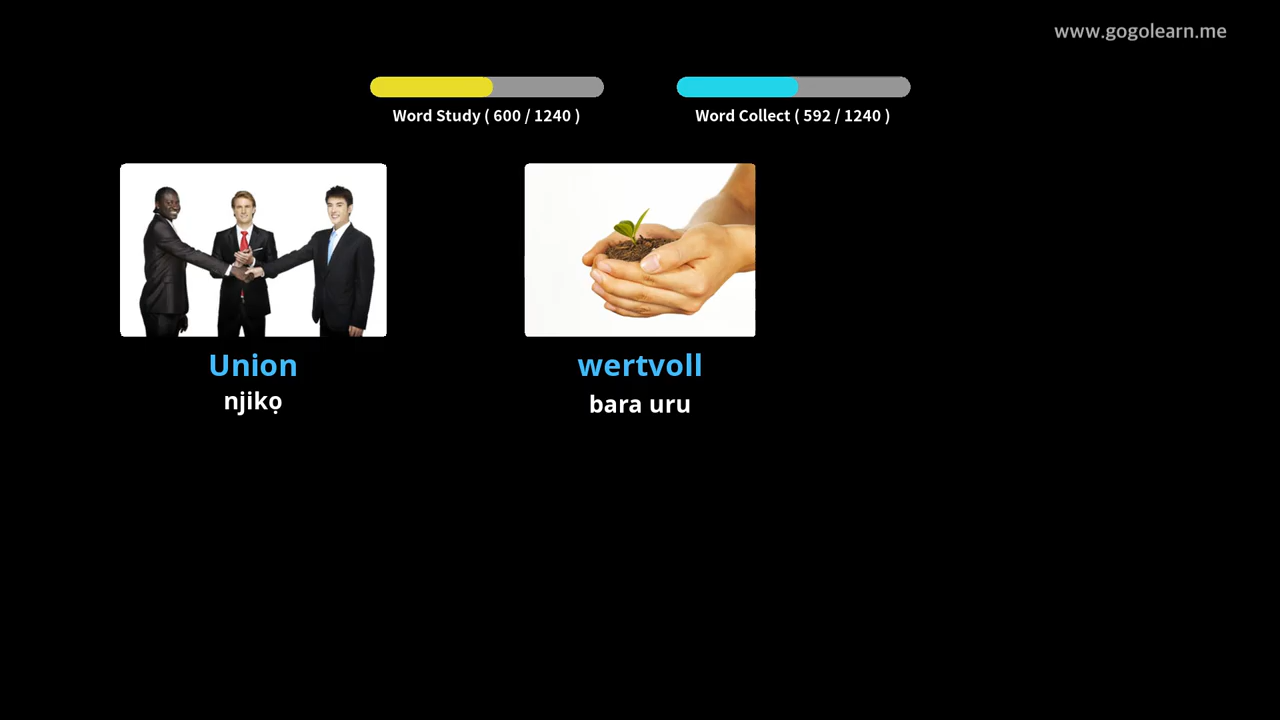 www.gogolearn.me
Word Study ( 600 / 1240 )
Word Collect ( 592 / 1240 )
Union
njikọ
wertvoll
bara uru